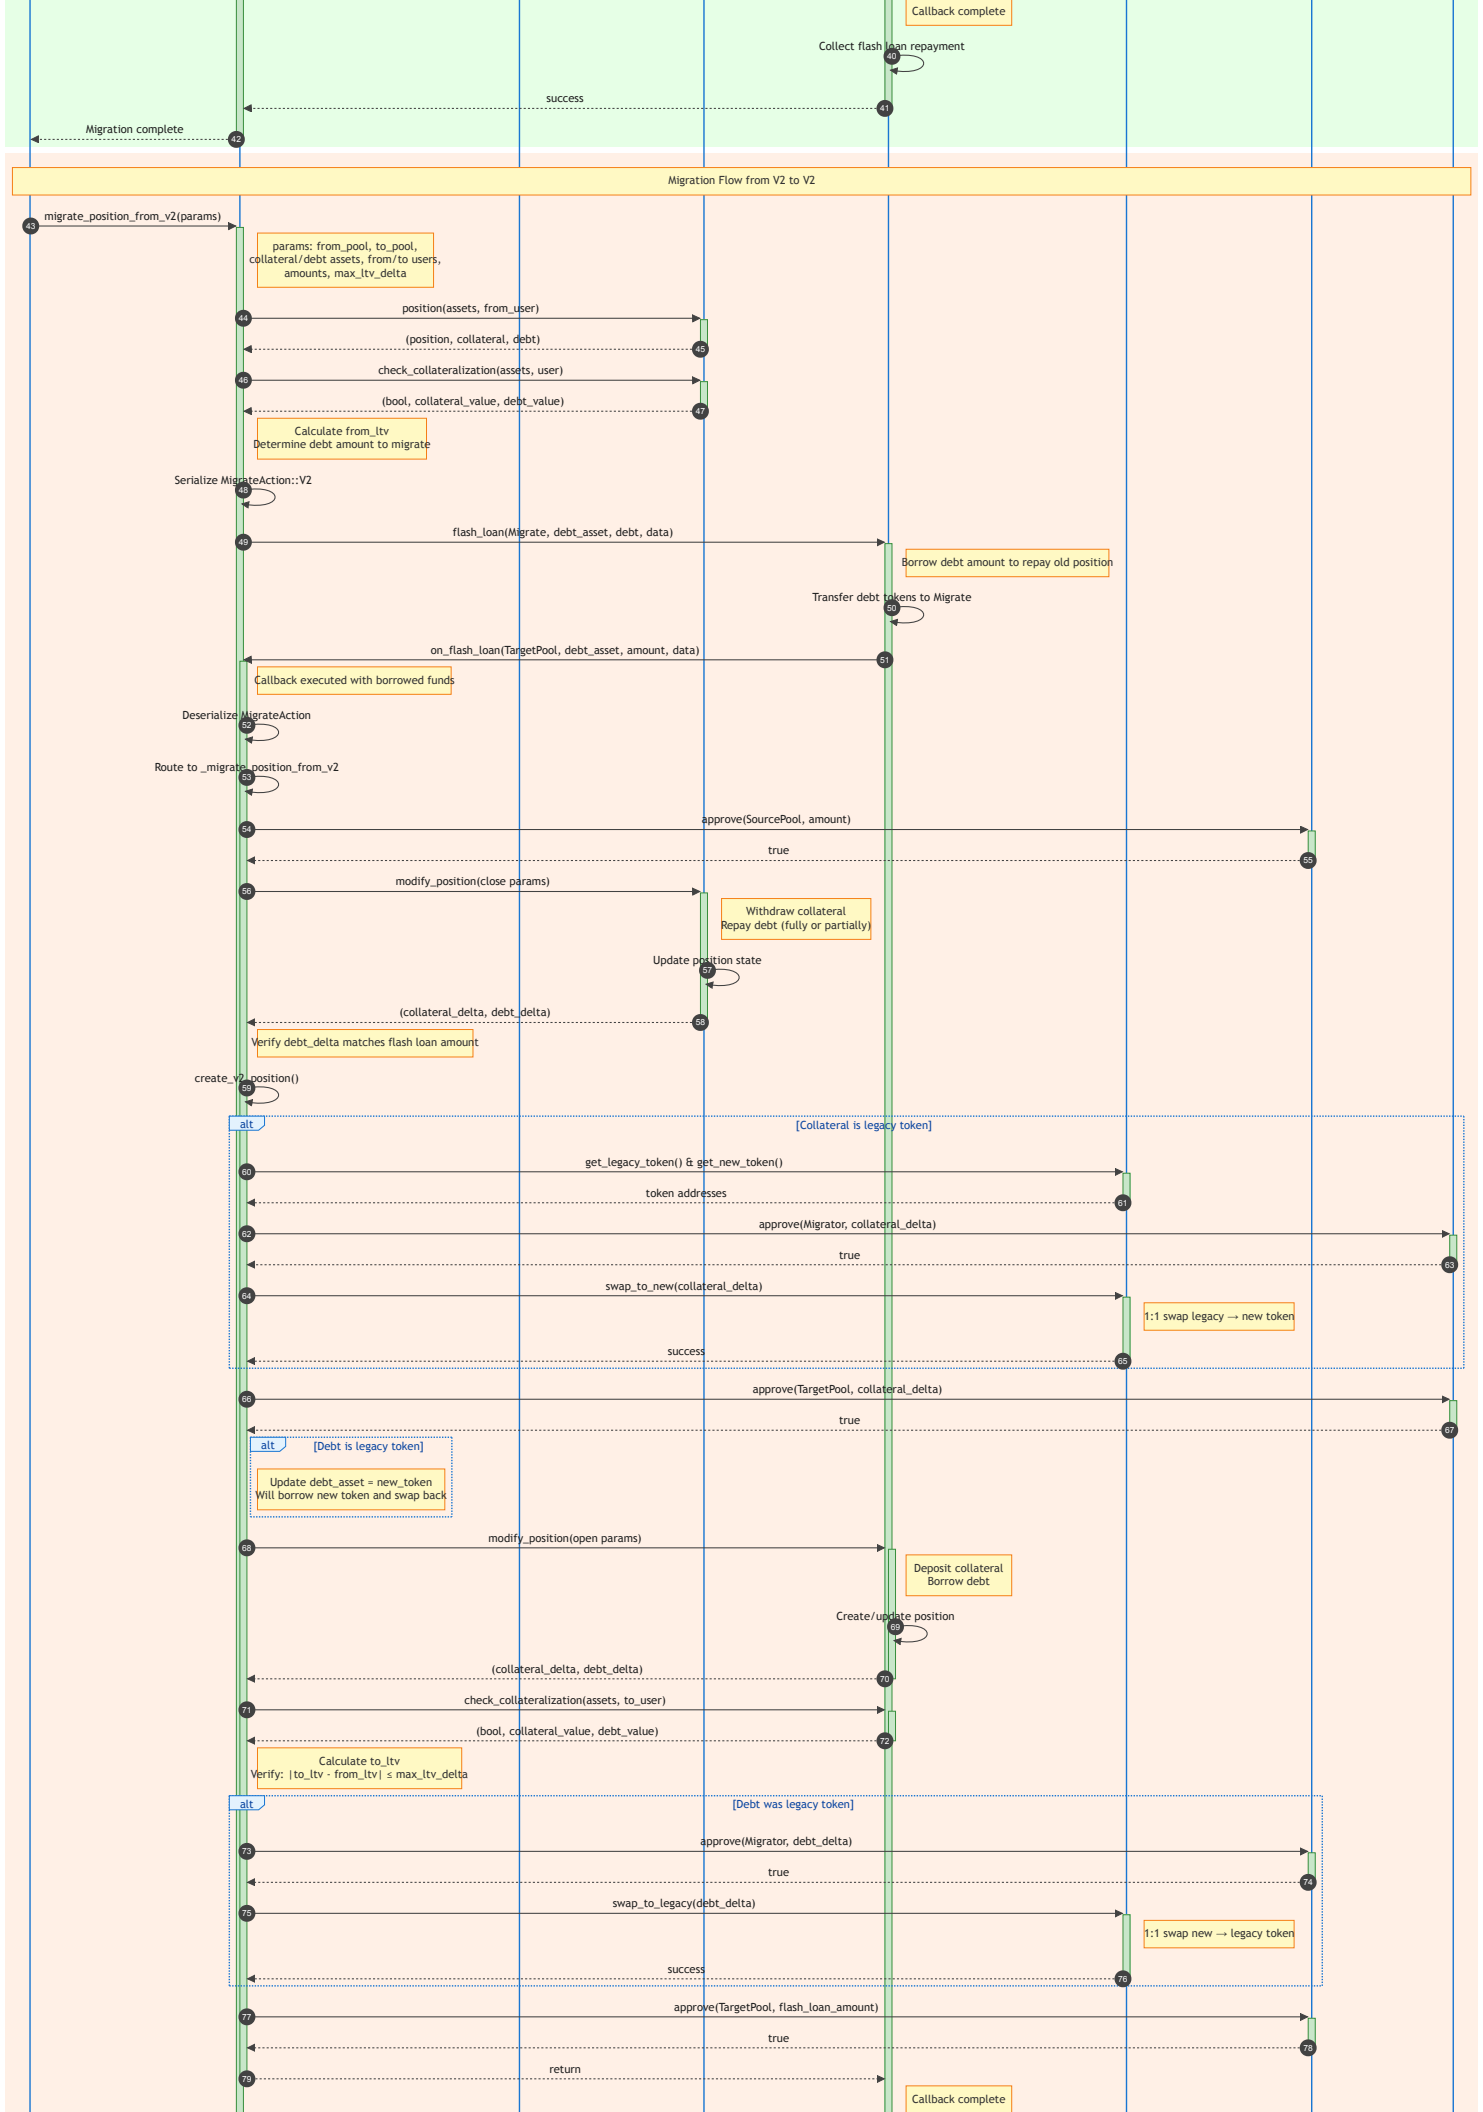 Callback complete
Collect flash loan repayment
40
success
41
Migration complete
42
Migration Flow from V2 to V2
migrate_position_from_v2(params)
43
params: from_pool, to_pool,
collateral/debt assets, from/to users,
amounts, max_ltv_delta
position(assets, from_user)
44
(position, collateral, debt)
45
check_collateralization(assets, user)
46
(bool, collateral_value, debt_value)
47
Calculate from_ltv
Determine debt amount to migrate
Serialize MigrateAction::V2
48
flash_loan(Migrate, debt_asset, debt, data)
49
Borrow debt amount to repay old position
Transfer debt tokens to Migrate
50
on_flash_loan(TargetPool, debt_asset, amount, data)
51
Callback executed with borrowed funds
Deserialize MigrateAction
52
Route to _migrate_position_from_v2
53
approve(SourcePool, amount)
54
true
55
modify_position(close params)
56
Withdraw collateral
Repay debt (fully or partially)
Update position state
57
(collateral_delta, debt_delta)
58
Verify debt_delta matches flash loan amount
create_v2_position()
59
alt
[Collateral is legacy token]
get_legacy_token() & get_new_token()
60
token addresses
61
approve(Migrator, collateral_delta)
62
true
63
swap_to_new(collateral_delta)
64
1:1 swap legacy → new token
success
65
approve(TargetPool, collateral_delta)
66
true
67
alt
[Debt is legacy token]
Update debt_asset = new_token
Will borrow new token and swap back
modify_position(open params)
68
Deposit collateral
Borrow debt
Create/update position
69
(collateral_delta, debt_delta)
70
check_collateralization(assets, to_user)
71
(bool, collateral_value, debt_value)
72
Calculate to_ltv
Verify: |to_ltv - from_ltv| ≤ max_ltv_delta
alt
[Debt was legacy token]
approve(Migrator, debt_delta)
73
true
74
swap_to_legacy(debt_delta)
75
1:1 swap new → legacy token
success
76
approve(TargetPool, flash_loan_amount)
77
true
78
return
79
Callback complete